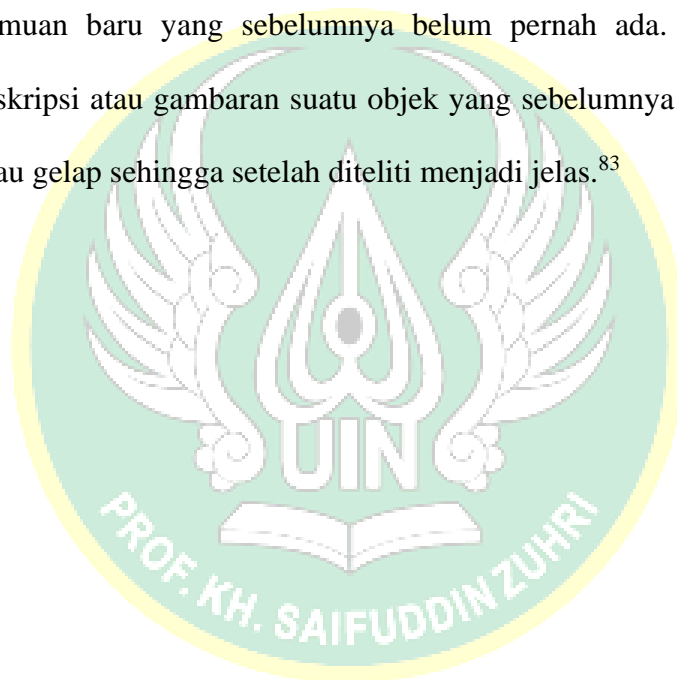 muan baru yang sebelumnya belum pernah ada.
skripsi atau gambaran suatu objek yang sebelumnya
au gelap sehingga setelah diteliti menjadi jelas.83
UIN
PROF. KH. SAIFUDDIN ZUHRI